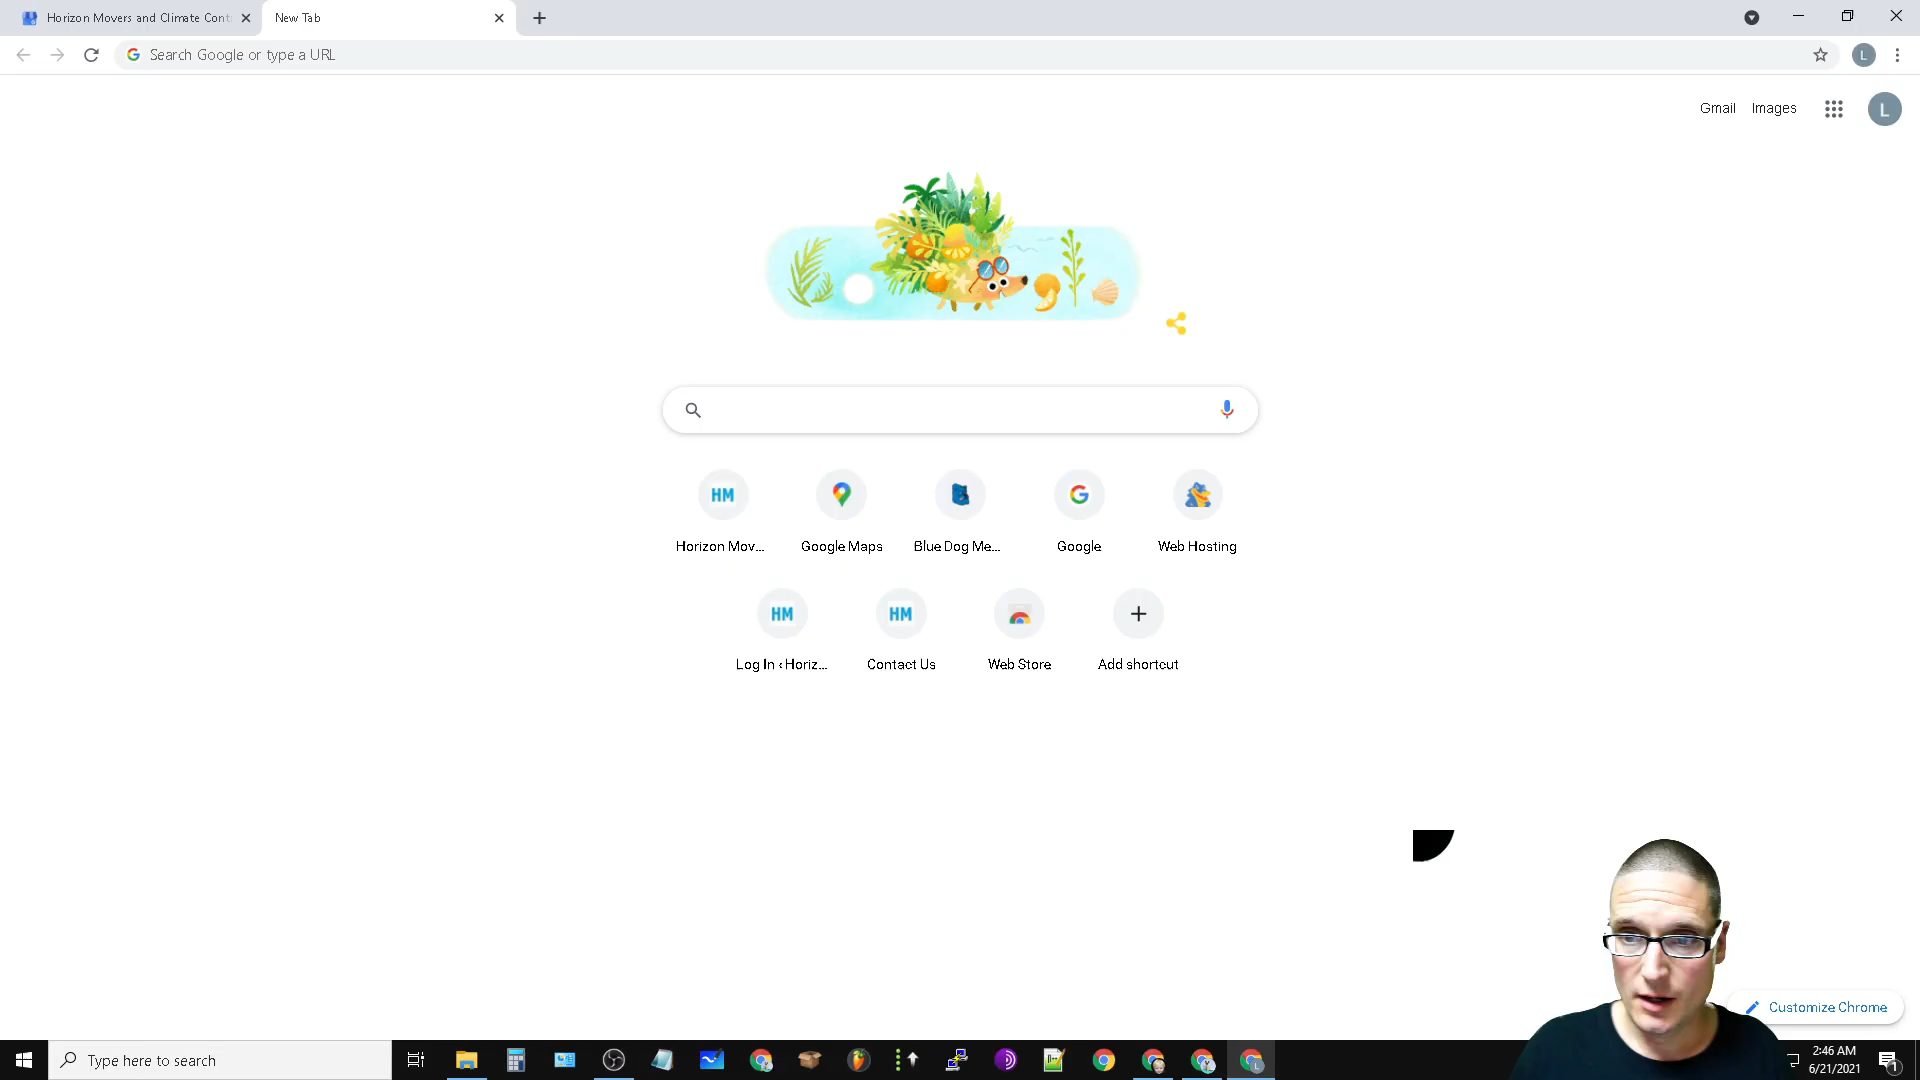 Horizon Movers and Climate Cont
New Tab
Search Google or type a URL
L
Gmail
Images
L
HM
Horizon Mov...
Google Maps
Blue Dog Me...
Google
Web Hosting
HM
HM
Log In ‹ Horiz...
Contact Us
Web Store
Add shortcut
Customize Chrome
Type here to search
L
2:46 AM
6/21/2021
1